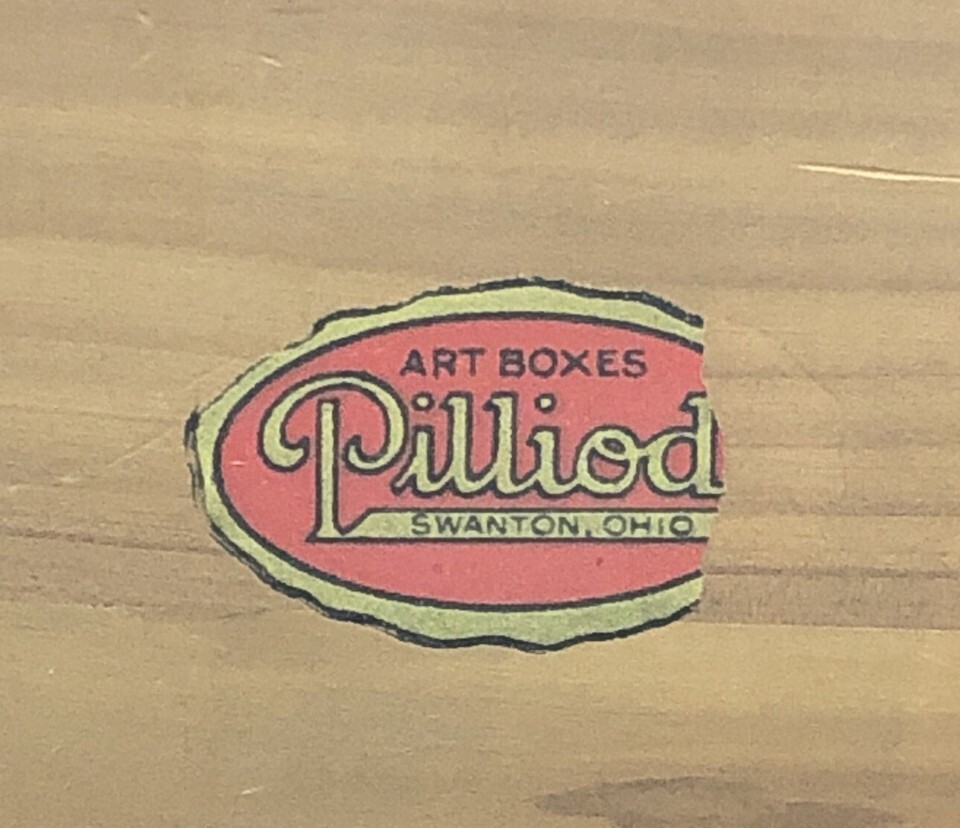 ART BOXES
Pilliod
SWANTON, OHIO